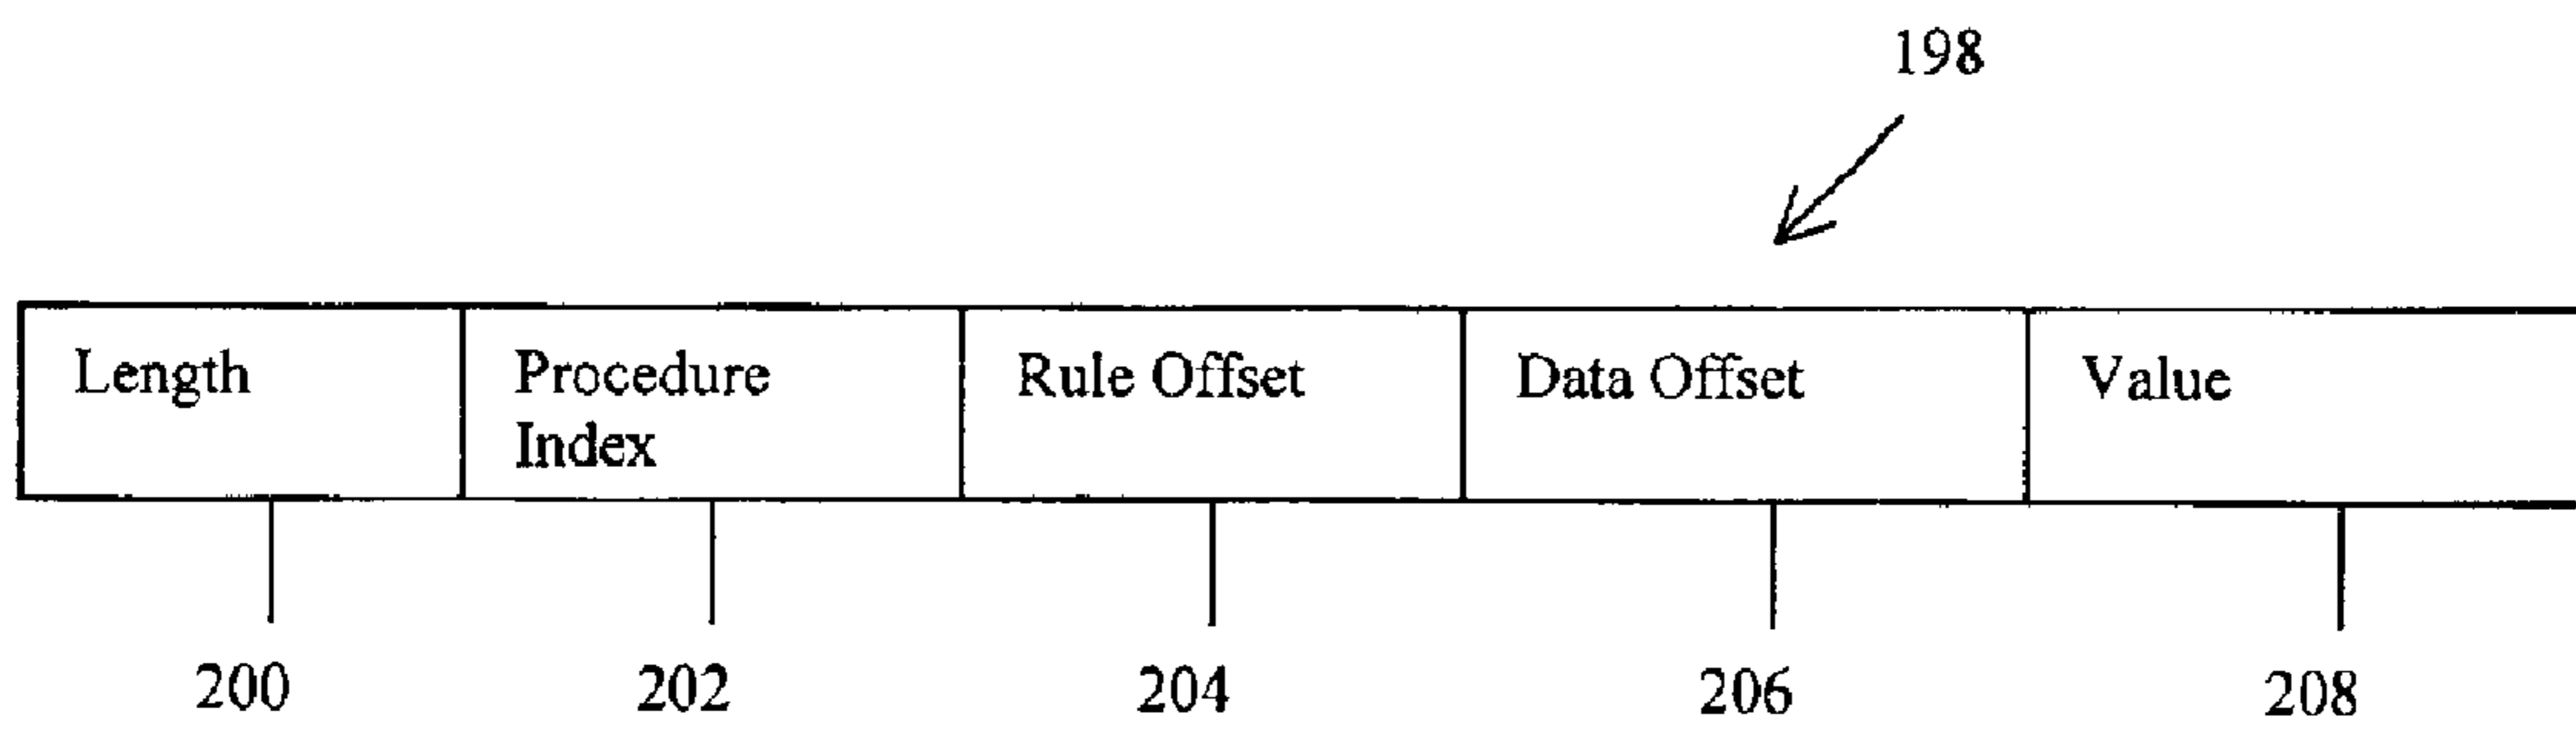 198
Length
Procedure
Index
Rule Offset
Data Offset
Value
200
202
204
206
208